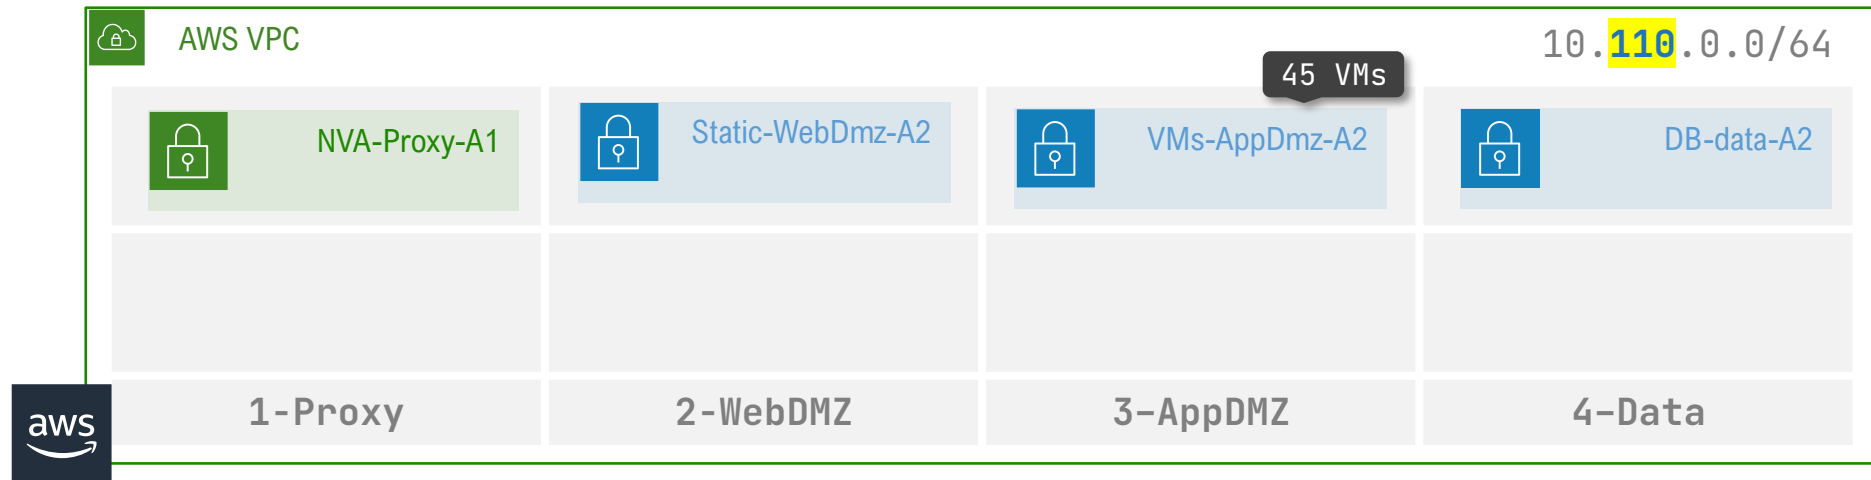 AWS VPC
10.110.0.0/64
45 VMs
NVA-Proxy-A1
Static-WebDmz-A2
VMs-AppDmz-A2
DB-data-A2
1-Proxy
2-WebDMZ
3-AppDMZ
4-Data
aws